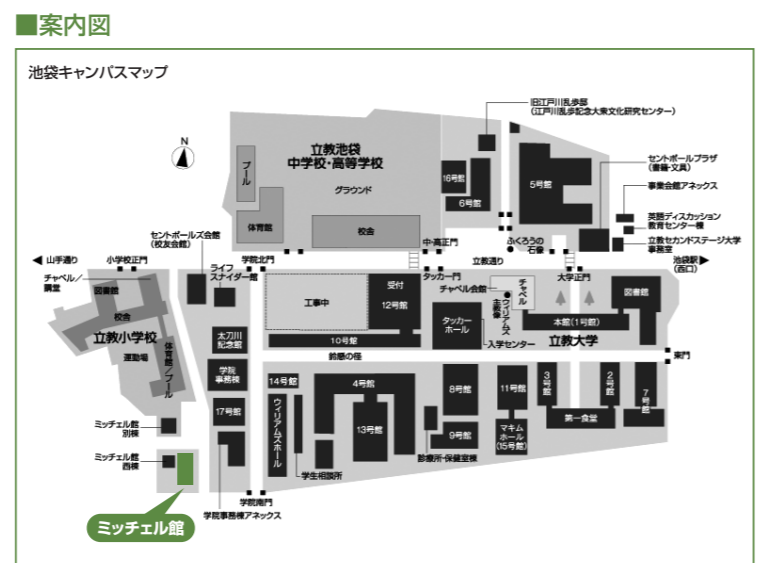 ■案内図
池袋キャンパスマップ
旧江戸川乱歩邸
(江戸川乱歩記念大衆文化研究センター)
N
立教池袋
中学校・高等学校
プール
グラウンド
16号館
6号館
5号館
セントポールプラザ
(書籍・文具)
事業会館アネックス
英語ディスカッション
教育センター棟
立教セカンドステージ大学
事務室
体育館
校舎
セントポールズ会館
(校友会館)
中・高正門
ふくろうの
石像
山手通り
小学校正門
学院北門
立教通り
池袋駅
(西口)
チャペル/
講堂
ライフ
スナイダー館
タッカー門
大学正門
図書館
校舎
立教小学校
運動場
体育館/プール
工事中
受付
12号館
チャペル会館
ウィリアムズ
主教像
チャペル
図書館
太刀川
記念館
タッカー
ホール
入学センター
本館(1号館)
立教大学
10号館
鈴懸の径
東門
学院
事務棟
14号館
4号館
8号館
11号館
3号館
2号館
7号館
17号館
ウィリアムズホール
13号館
9号館
マキム
ホール
(15号館)
第一食堂
ミッチェル館
別棟
ミッチェル館
西棟
診療所・保健室棟
学生相談所
学院南門
学院事務棟アネックス
ミッチェル館